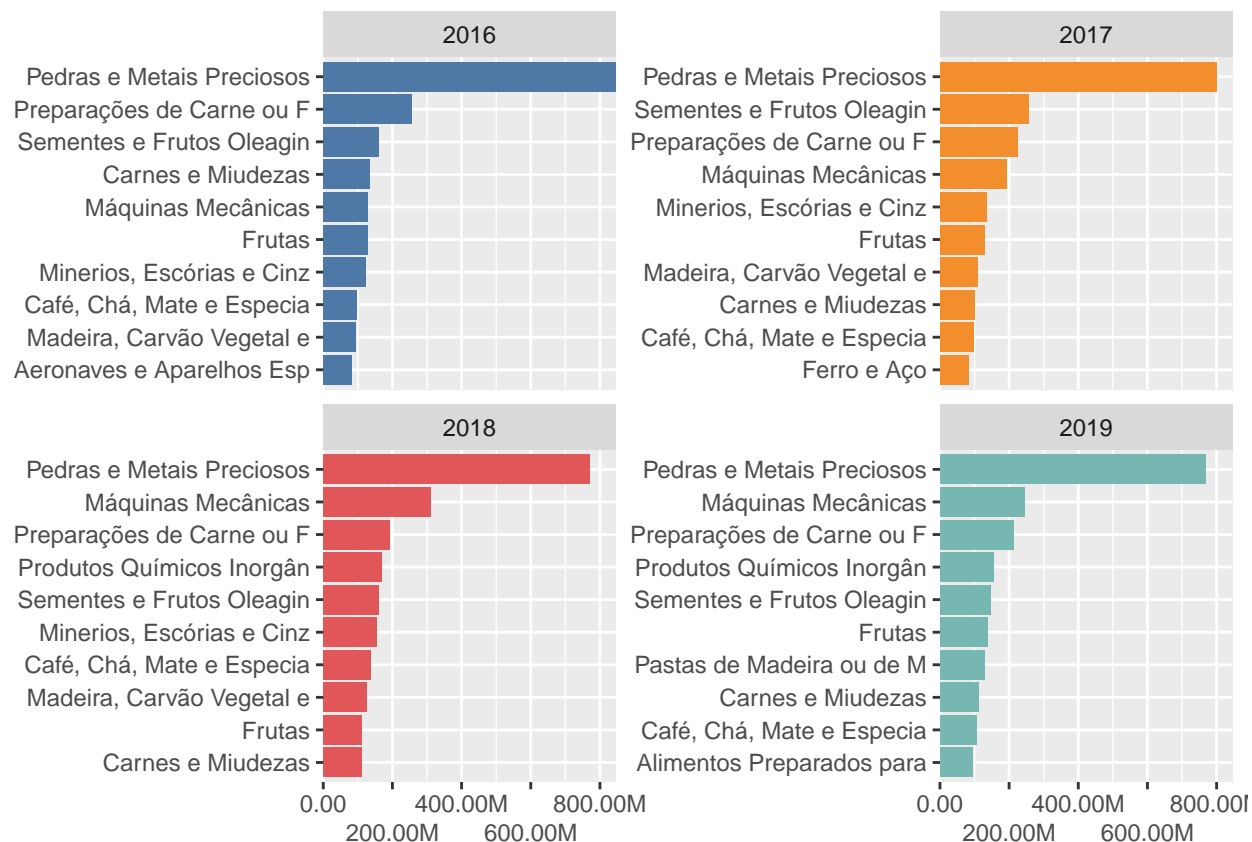 2016
Pedras e Metais Preciosos
Preparações de Carne ou F
Sementes e Frutos Oleagin
Carnes e Miudezas
Máquinas Mecânicas
Frutas
Minerios, Escórias e Cinz
Café, Chá, Mate e Especia
Madeira, Carvão Vegetal e
Aeronaves e Aparelhos Esp
2017
Pedras e Metais Preciosos
Sementes e Frutos Oleagin
Preparações de Carne ou F
Máquinas Mecânicas
Minerios, Escórias e Cinz
Frutas
Madeira, Carvão Vegetal e
Carnes e Miudezas
Café, Chá, Mate e Especia
Ferro e Aço
2018
Pedras e Metais Preciosos
Máquinas Mecânicas
Preparações de Carne ou F
Produtos Químicos Inorgân
Sementes e Frutos Oleagin
Minerios, Escórias e Cinz
Café, Chá, Mate e Especia
Madeira, Carvão Vegetal e
Frutas
Carnes e Miudezas
0.00 400.00M 800.00M
200.00M 600.00M
2019
Pedras e Metais Preciosos
Máquinas Mecânicas
Preparações de Carne ou F
Produtos Químicos Inorgân
Sementes e Frutos Oleagin
Frutas
Pastas de Madeira ou de M
Carnes e Miudezas
Café, Chá, Mate e Especia
Alimentos Preparados para
0.00 400.00M 800.00M
200.00M 600.00M